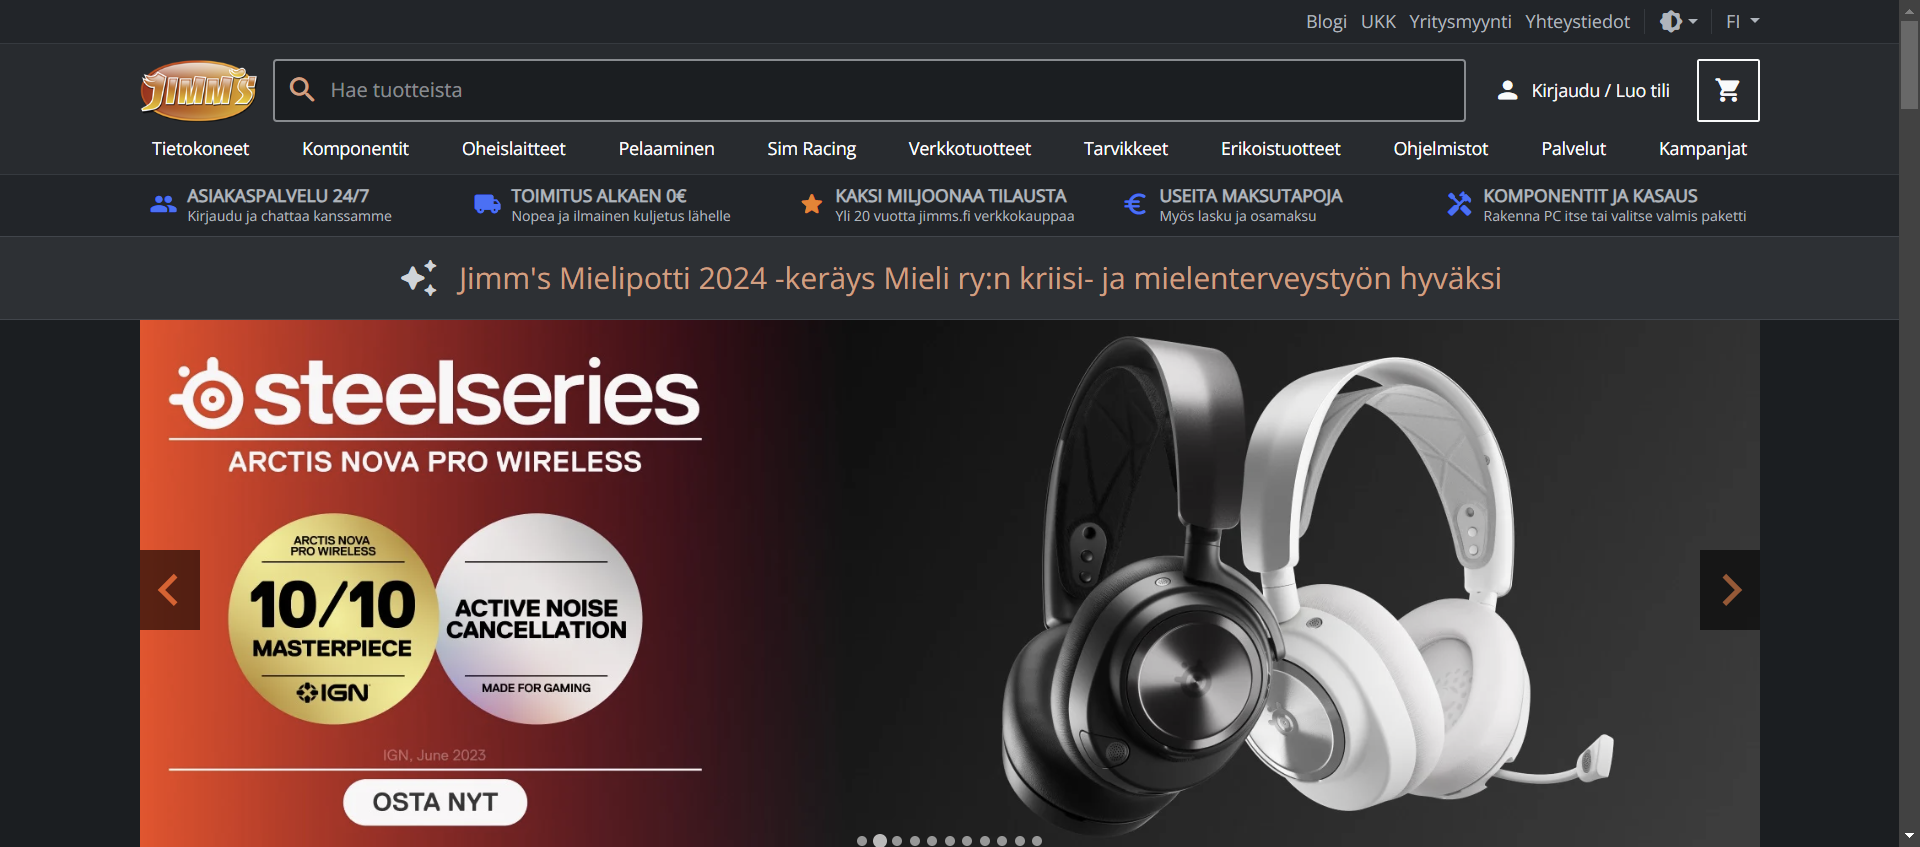 Blogi UKK Yritysmyynti Yhteystiedot FI
JIMM'S
Hae tuotteista
Kirjaudu / Luo tili
Tietokoneet Komponentit Oheislaitteet Pelaaminen Sim Racing Verkkotuotteet Tarvikkeet Erikoistuotteet Ohjelmistot Palvelut Kampanjat
ASIAKASPALVELU 24/7
Kirjaudu ja chattaa kanssamme
TOIMITUS ALKAEN 0€
Nopea ja ilmainen kuljetus lähelle
KAKSI MILJOONAA TILAUSTA
Yli 20 vuotta jimms.fi verkkokauppaa
USEITA MAKSUTAPOJA
Myös lasku ja osamaksu
KOMPONENTIT JA KASAUS
Rakenna PC itse tai valitse valmis paketti
Jimm's Mielipotti 2024 -keräys Mieli ry:n kriisi- ja mielenterveystyön hyväksi
steelseries
ARCTIS NOVA PRO WIRELESS
ARCTIS NOVA
PRO WIRELESS
10/10
MASTERPIECE
IGN
ACTIVE NOISE
CANCELLATION
MADE FOR GAMING
IGN, June 2023
OSTA NYT